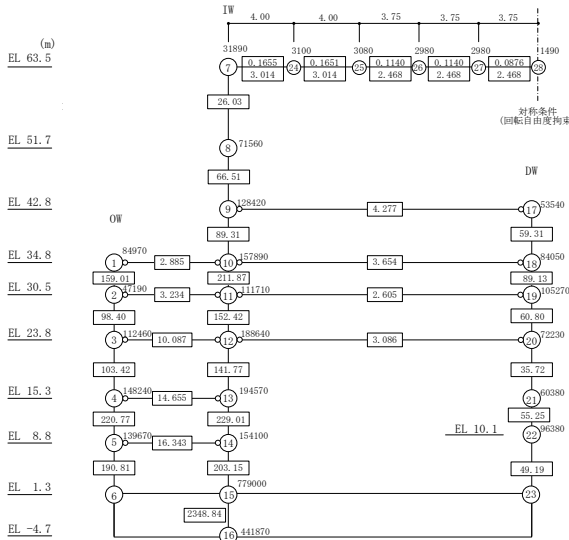 IW
4.00 4.00 3.75 3.75 3.75
(m)
31890 3100 3080 2980 2980 1490
EL 63.5 7 0.1655 24 0.1651 25 0.1140 26 0.1140 27 0.0876 28
3.014 3.014 2.468 2.468 2.468
26.03
対称条件
(回転自由度拘束
EL 51.7 8 71560
66.51
DW
EL 42.8 9 128420 4.277 17 53540
OW
89.31 59.31
84970 157890 84050
EL 34.8 1 2.885 10 3.654 18
159.01 211.87 89.13
47190 111710 105270
EL 30.5 2 3.234 11 2.605 19
98.40 152.42 60.80
112460 188640 72230
EL 23.8 3 10.087 12 3.086 20
103.42 141.77 35.72
148240 194570 60380
EL 15.3 4 14.655 13 21
220.77 229.01 55.25
139670 154100 EL 10.1 22 96380
EL 8.8 5 16.343 14
190.81 203.15 49.19
779000
EL 1.3 6 15 23
2348.84
441870
EL -4.7 16